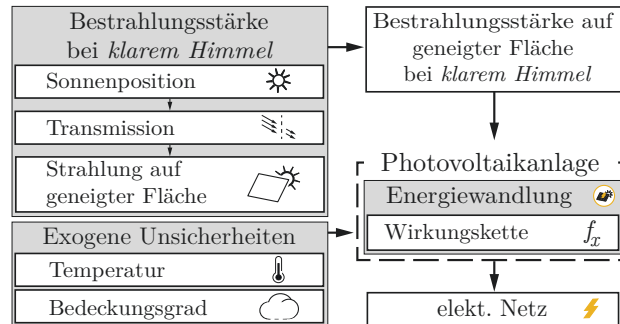 Bestrahlungsstärke
bei klarem Himmel
Sonnenposition
Transmission
Strahlung auf
geneigter Fläche
Exogene Unsicherheiten
Temperatur
Bedeckungsgrad
Bestrahlungsstärke auf
geneigter Fläche
bei klarem Himmel
Photovoltaikanlage
Energiewandlung
Wirkungskette fx
elekt. Netz